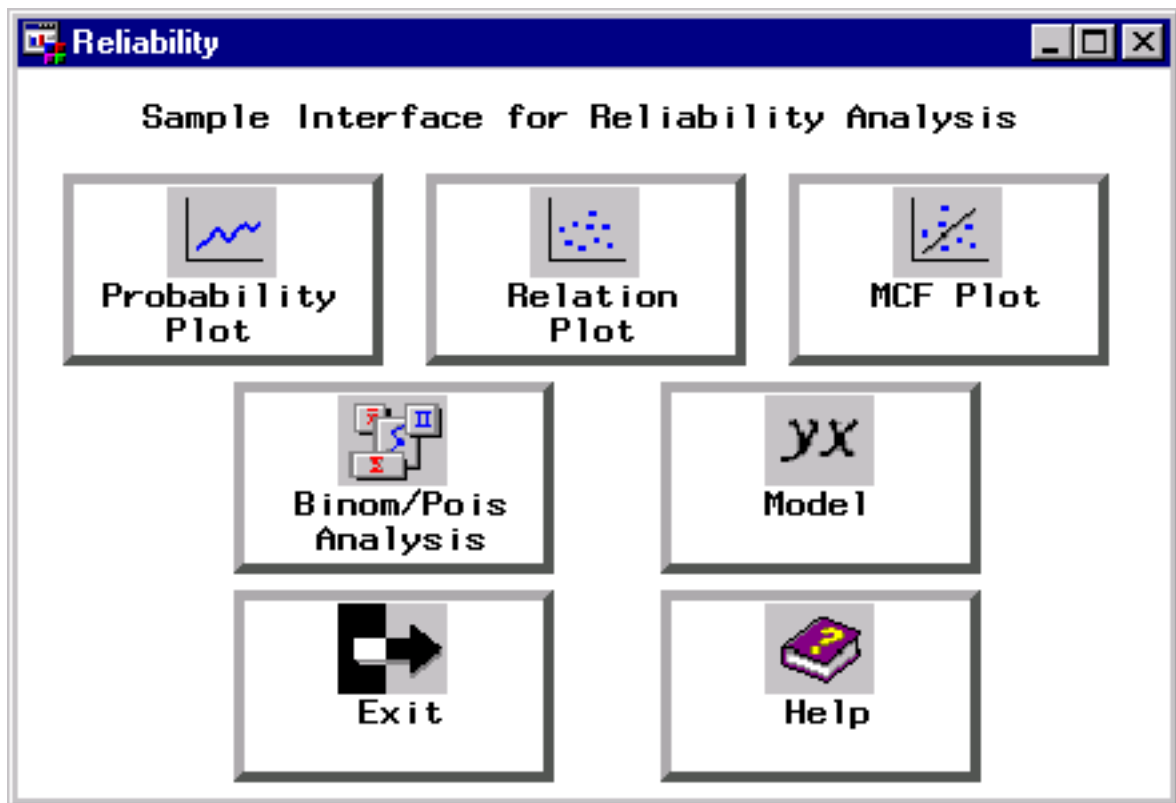 Reliability
Sample Interface for Reliability Analysis
Probability
Plot
Relation
Plot
MCF Plot
Binom/Pois
Analysis
yx
Model
Exit
?
Help